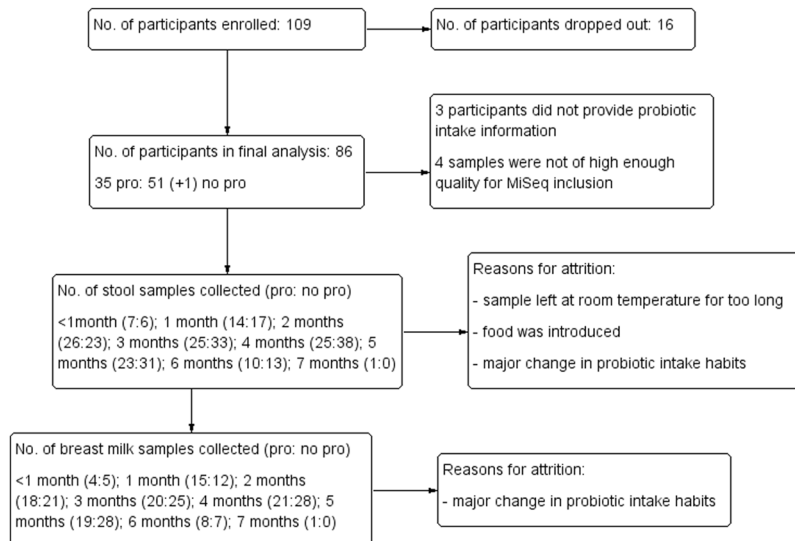 No. of participants enrolled: 109
No. of participants dropped out: 16
3 participants did not provide probiotic
intake information
4 samples were not of high enough
quality for MiSeq inclusion
No. of participants in final analysis: 86
35 pro: 51 (+1) no pro
No. of stool samples collected (pro: no pro)
<1month (7:6); 1 month (14:17); 2 months
(26:23); 3 months (25:33); 4 months (25:38); 5
months (23:31); 6 months (10:13); 7 months (1:0)
Reasons for attrition:
- sample left at room temperature for too long
- food was introduced
- major change in probiotic intake habits
No. of breast milk samples collected (pro: no pro)
<1 month (4:5); 1 month (15:12); 2 months
(18:21); 3 months (20:25); 4 months (21:28); 5
months (19:28); 6 months (8:7); 7 months (1:0)
Reasons for attrition:
- major change in probiotic intake habits